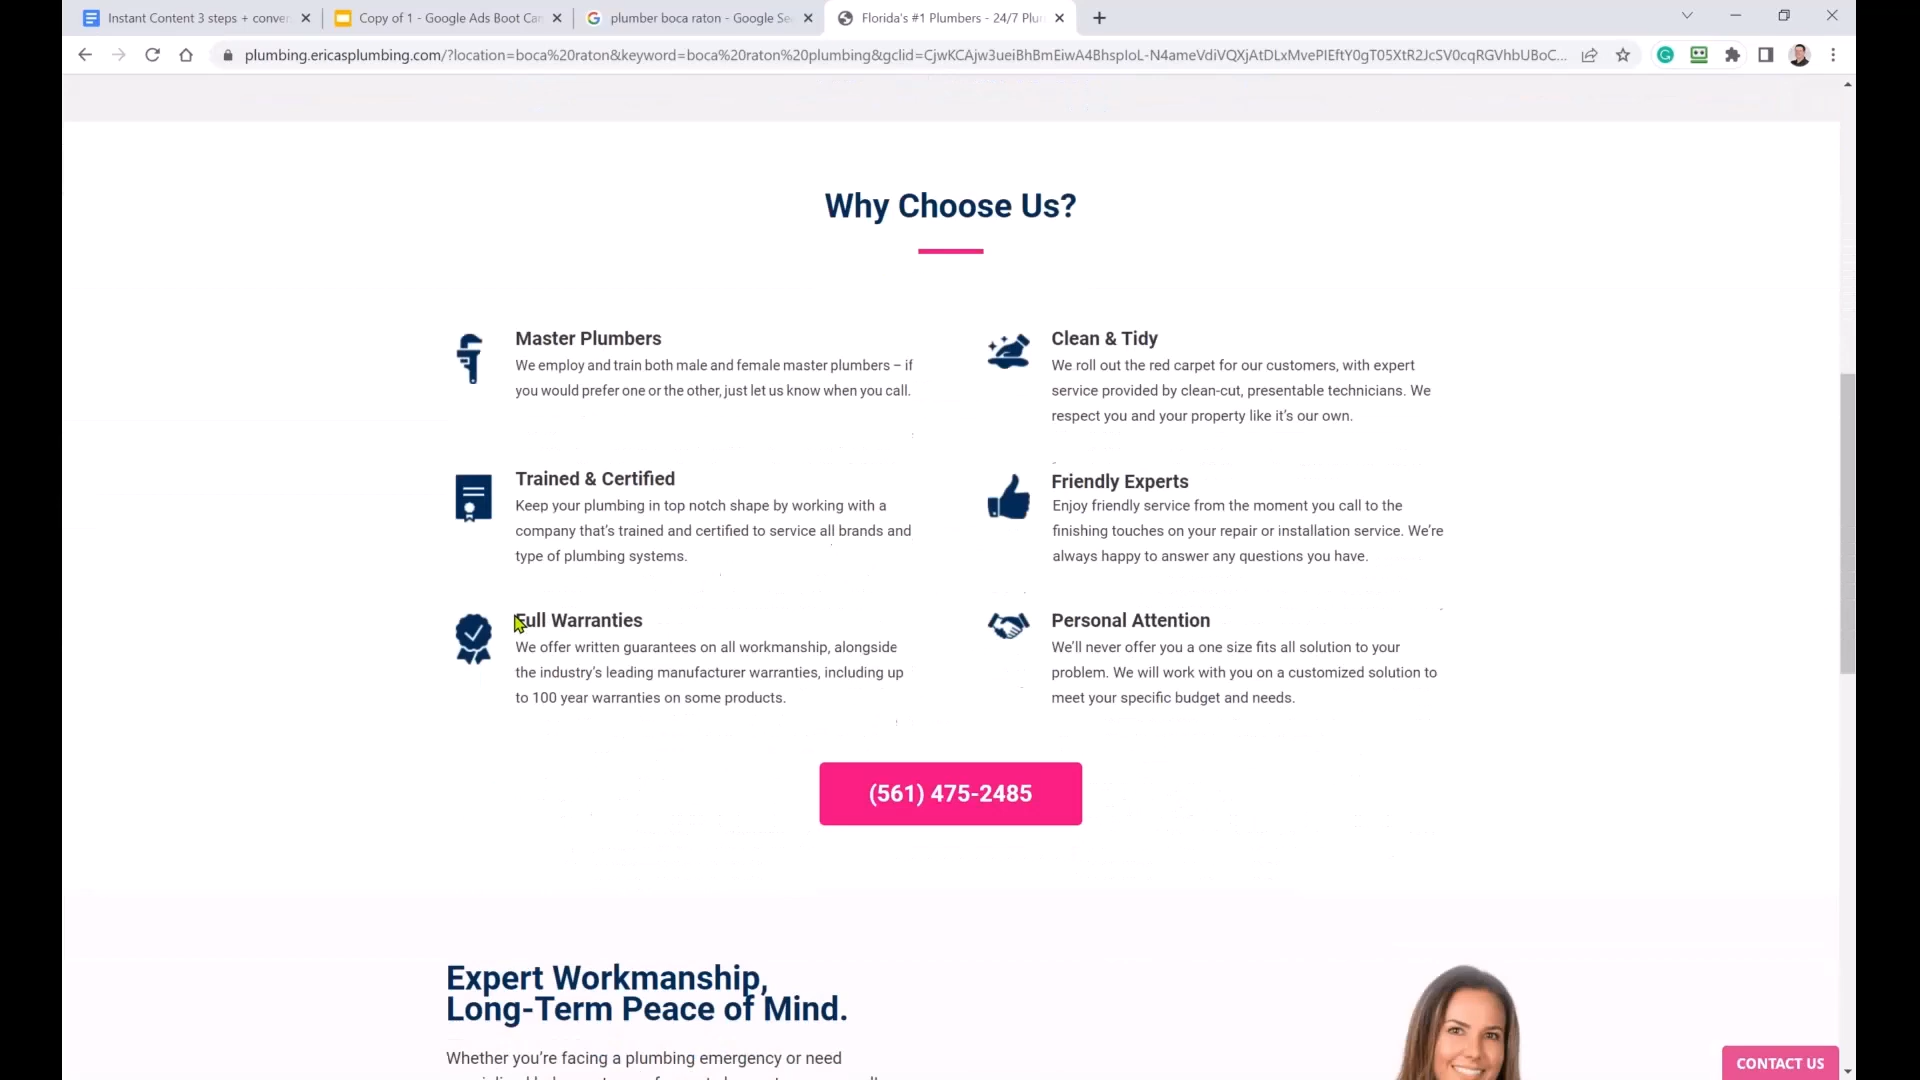 Instant Content 3 steps + conver
Copy of 1 - Google Ads Boot Can
plumber boca raton - Google Se
Florida's #1 Plumbers - 24/7 Plun
plumbing.ericasplumbing.com/?location=boca%20raton&keyword=boca%20raton%20plumbing&gclid=CjwKCAjw3ueiBhBmEiwA4BhspIoL-N4ameVdiVQXjAtDLxMvePIEftY0gT05XtR2JcSV0cqRGVhbUBoC...
Why Choose Us?
Master Plumbers
We employ and train both male and female master plumbers – if
you would prefer one or the other, just let us know when you call.
Clean & Tidy
We roll out the red carpet for our customers, with expert
service provided by clean-cut, presentable technicians. We
respect you and your property like it's our own.
Trained & Certified
Keep your plumbing in top notch shape by working with a
company that's trained and certified to service all brands and
type of plumbing systems.
Friendly Experts
Enjoy friendly service from the moment you call to the
finishing touches on your repair or installation service. We're
always happy to answer any questions you have.
Full Warranties
We offer written guarantees on all workmanship, alongside
the industry's leading manufacturer warranties, including up
to 100 year warranties on some products.
Personal Attention
We'll never offer you a one size fits all solution to your
problem. We will work with you on a customized solution to
meet your specific budget and needs.
(561) 475-2485
Expert Workmanship,
Long-Term Peace of Mind.
Whether you're facing a plumbing emergency or need
CONTACT US